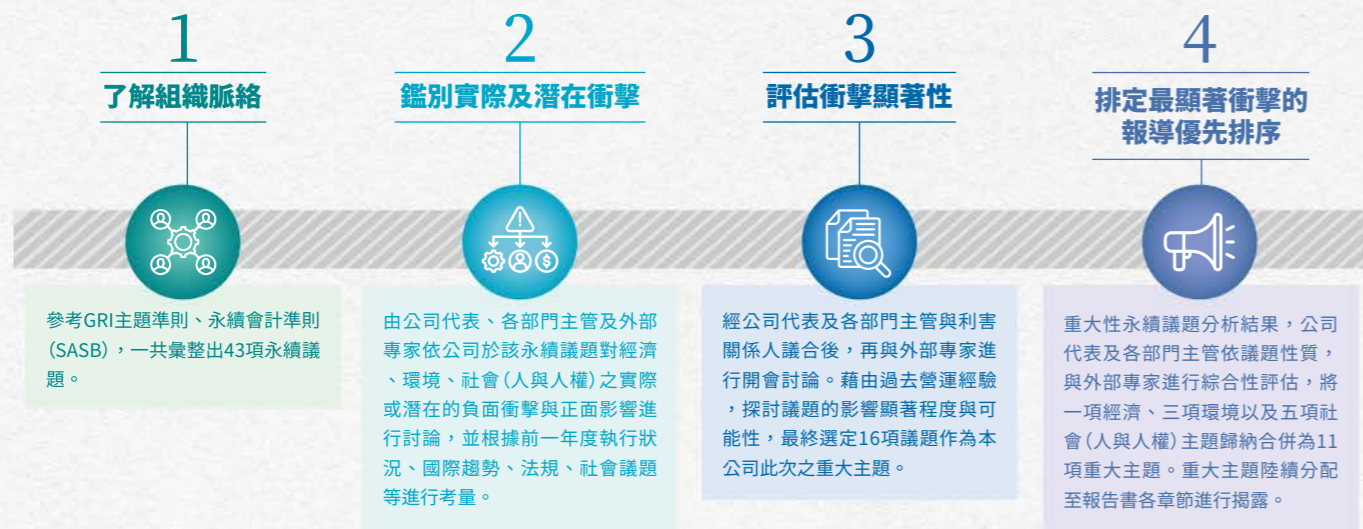 1
了解組織脈絡
參考GRI主題準則、永續會計準則
（SASB），一共彙整出43項永續議
題。
2
鑑別實際及潛在衝擊
由公司代表、各部門主管及外部
專家依公司於該永續議題對經濟
、環境、社會(人與人權)之實際
或潛在的負面衝擊與正面影響進
行討論，並根據前一年度執行狀
況、國際趨勢、法規、社會議題
等進行考量。
3
評估衝擊顯著性
經公司代表及各部門主管與利害
關係人議合後，再與外部專家進
行開會討論。藉由過去營運經驗
，探討議題的影響顯著程度與可
能性，最終選定16項議題作為本
公司此次之重大主題。
4
排定最顯著衝擊的
報導優先排序
重大性永續議題分析結果，公司
代表及各部門主管依議題性質，
與外部專家進行綜合性評估，將
一項經濟、三項環境以及五項社
會(人與人權)主題歸納合併為11
項重大主題。重大主題陸續分配
至報告書各章節進行揭露。